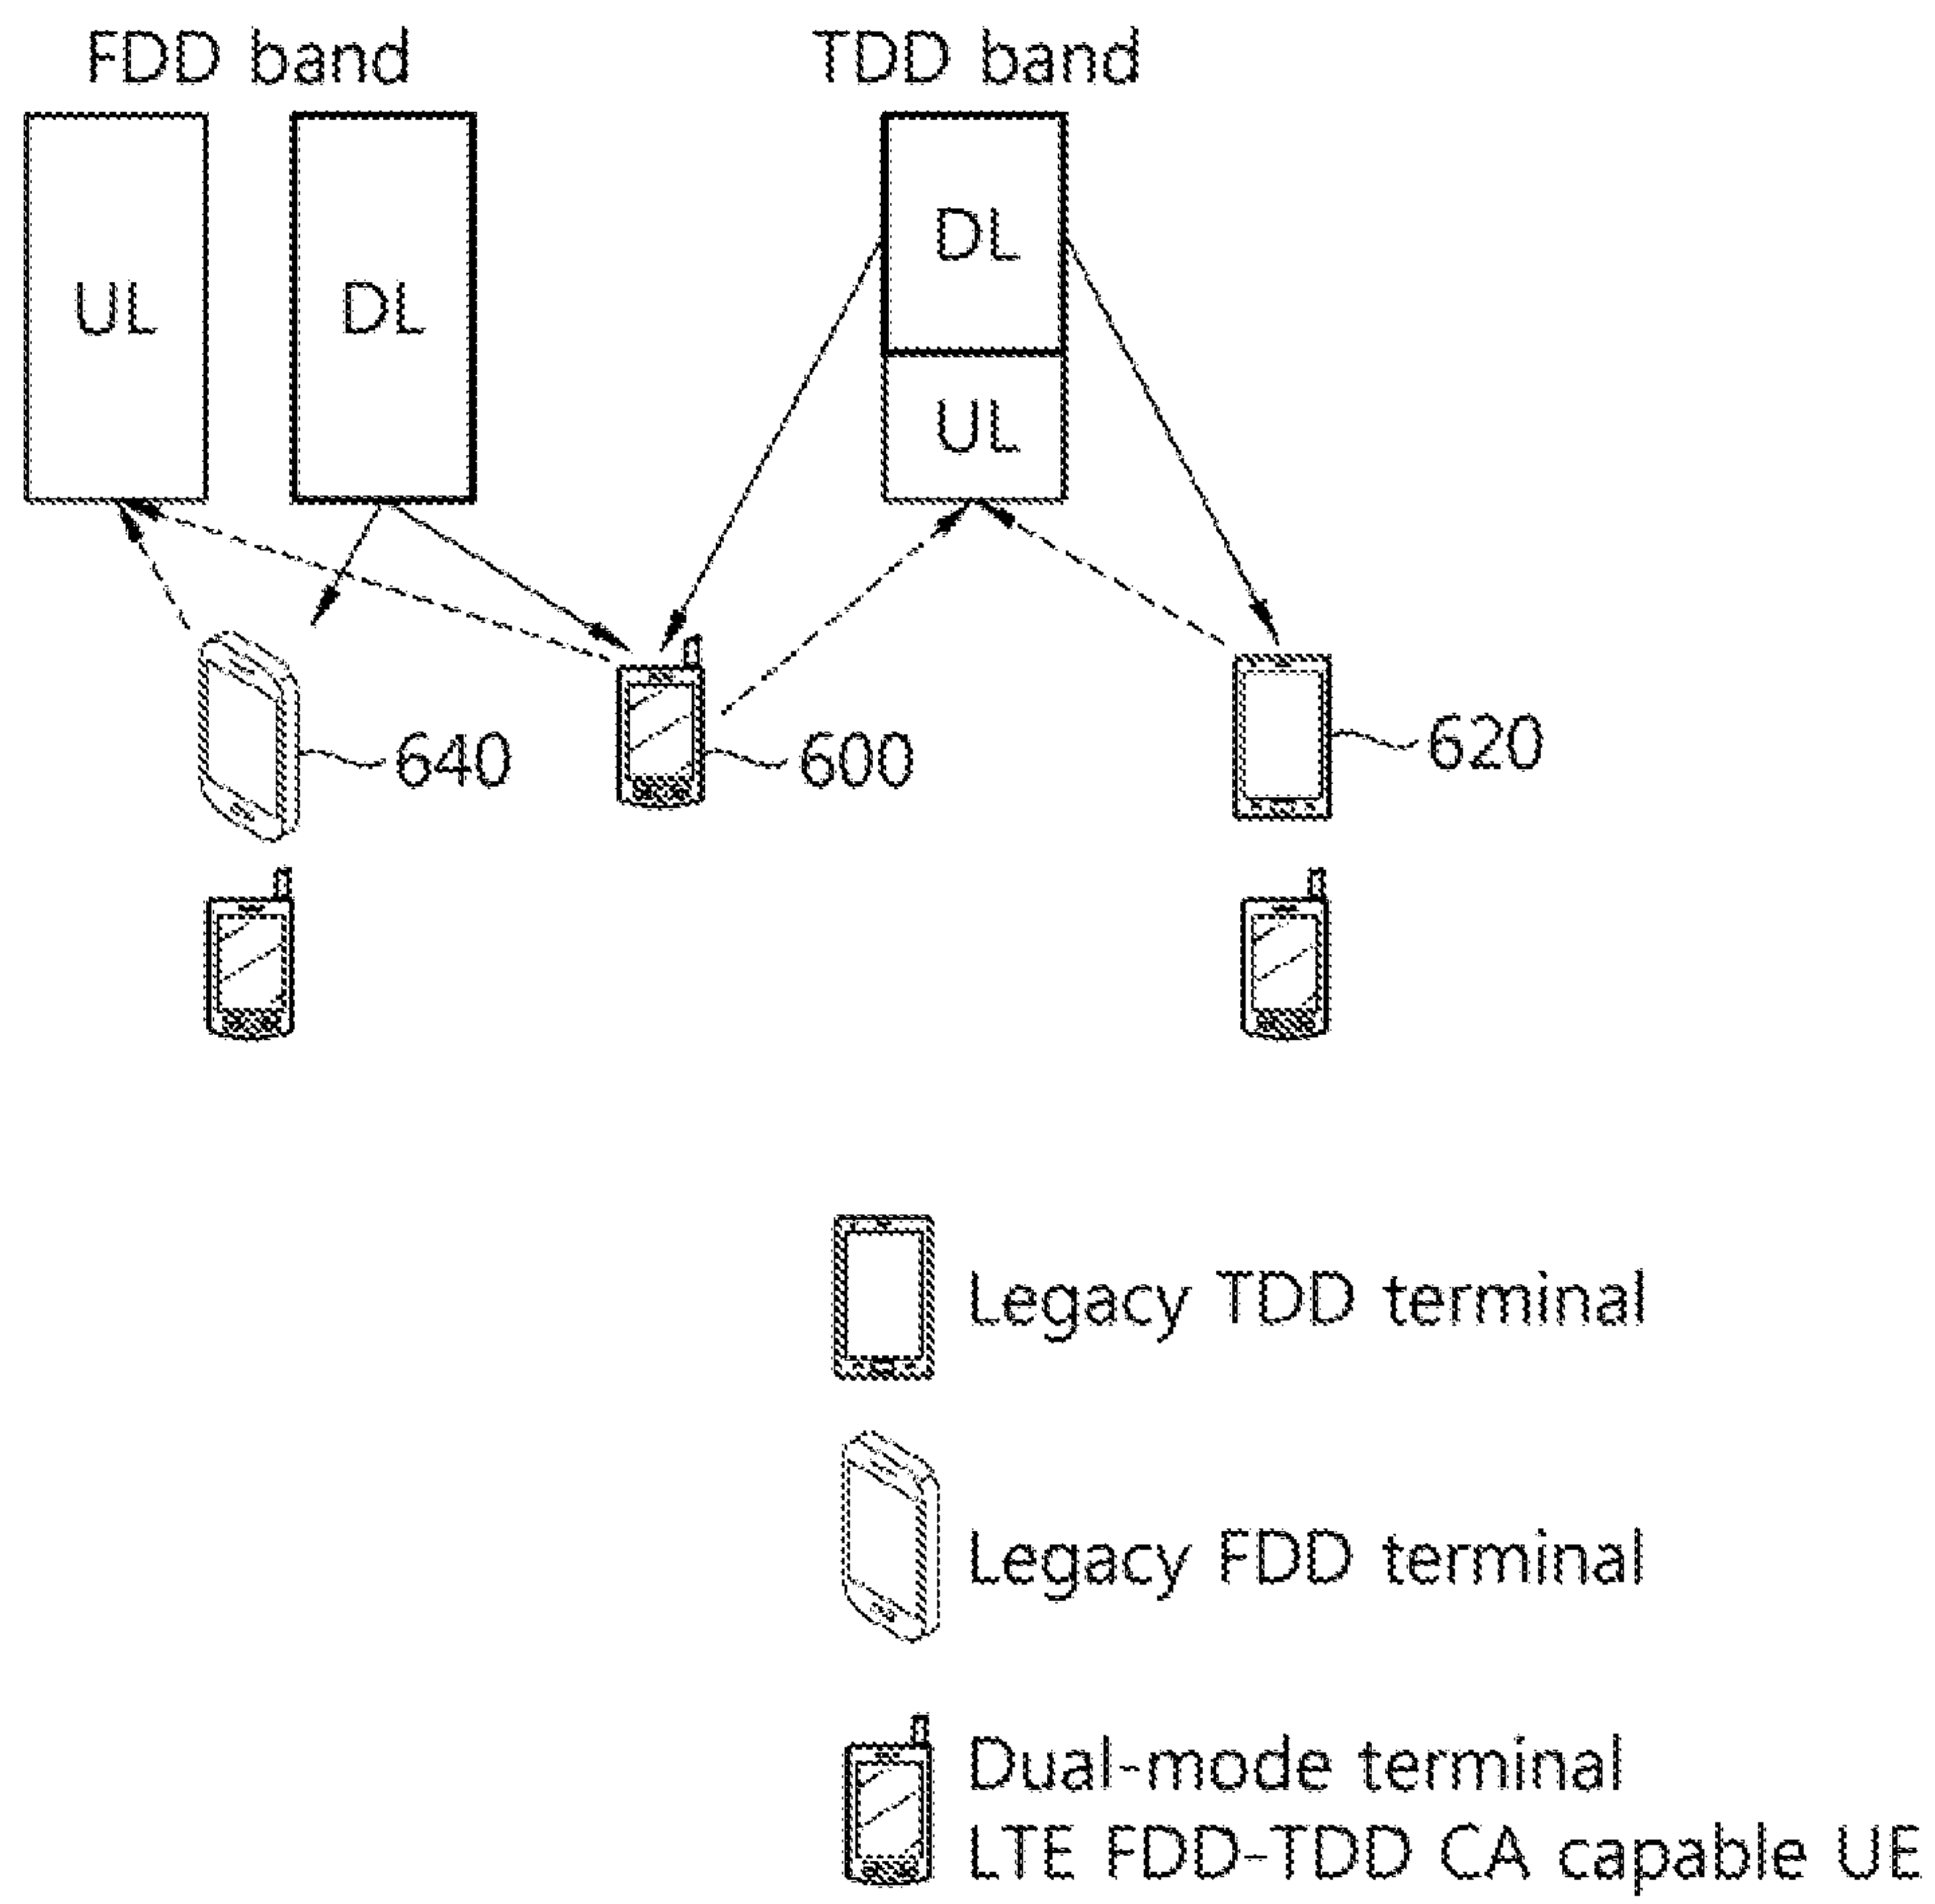 FDD band
TDD band
UL
DL
DL
UL
640
600
620
Legacy TDD terminal
Legacy FDD terminal
Dual-mode terminal
LTE FDD-TDD CA capable UE